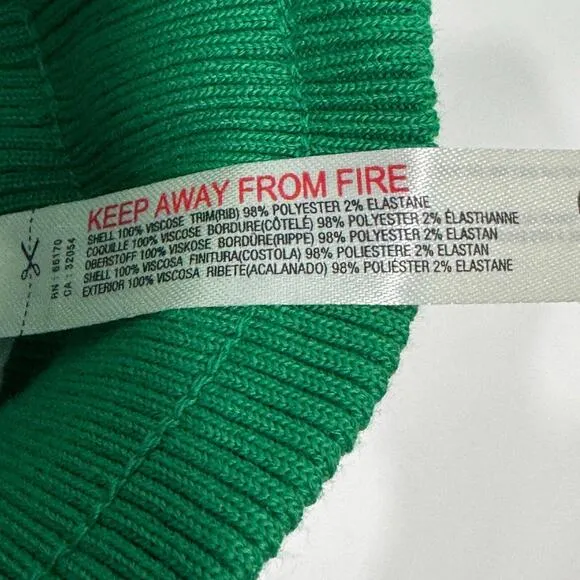 KEEP AWAY FROM FIRE
SHELL 100% VISCOSE TRIM(RIB) 98% POLYESTER 2% ELASTANE
COQUILLE 100% VISCOSE BORDURE(CÔTELÉ) 98% POLYESTER 2% ÉLASTHANNE
OBERSTOFF 100% VISKOSE BORDÜRE(RIPPE) 98% POLYESTER 2% ELASTAN
SHELL 100% VISCOSA FINITURA(COSTOLA) 98% POLIESTERE 2% ELASTAN
EXTERIOR 100% VISCOSA RIBETE(ACALANADO) 98% POLIÉSTER 2% ELASTANE
RN : 66170
CA : 32054